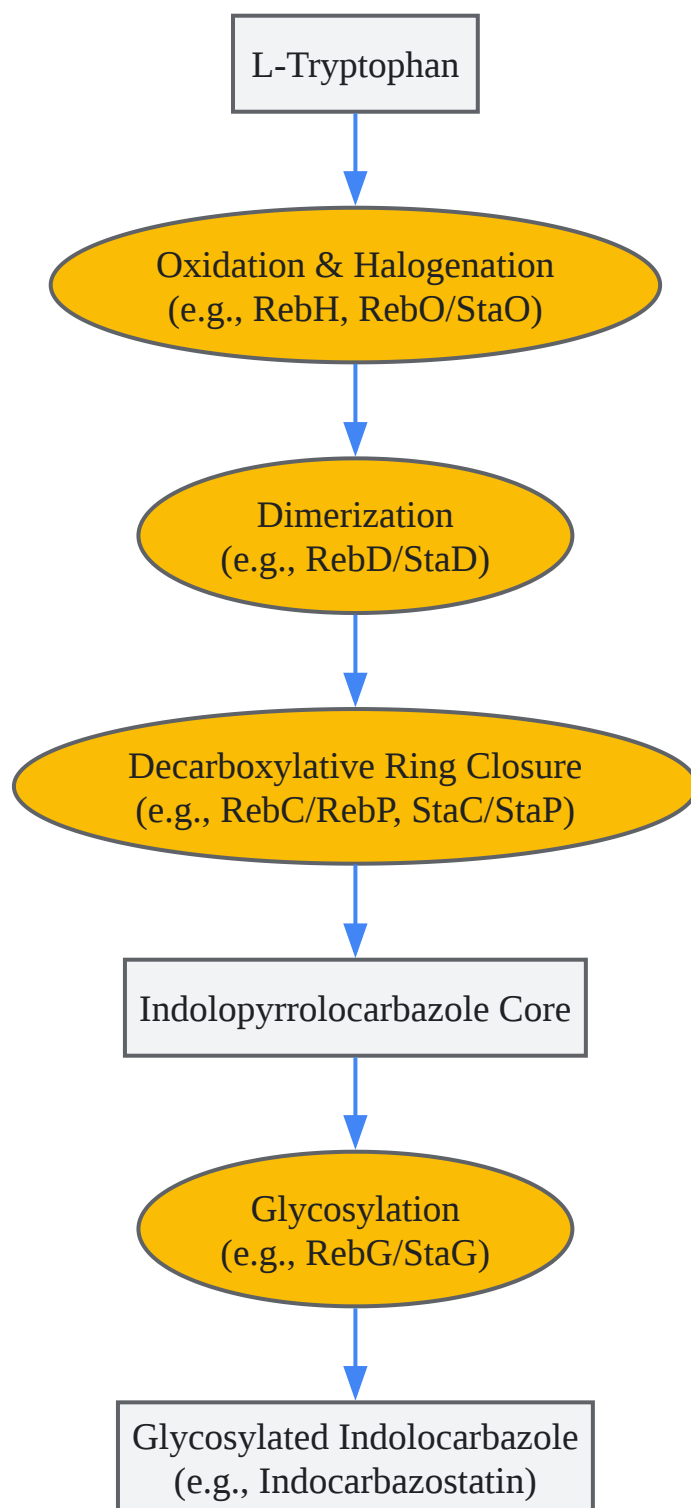 L-Tryptophan
Oxidation & Halogenation
(e.g., RebH, RebO/StaO)
Dimerization
(e.g., RebD/StaD)
Decarboxylative Ring Closure
(e.g., RebC/RebP, StaC/StaP)
Indolopyrrolocarbazole Core
Glycosylation
(e.g., RebG/StaG)
Glycosylated Indolocarbazole
(e.g., Indocarbazostatin)